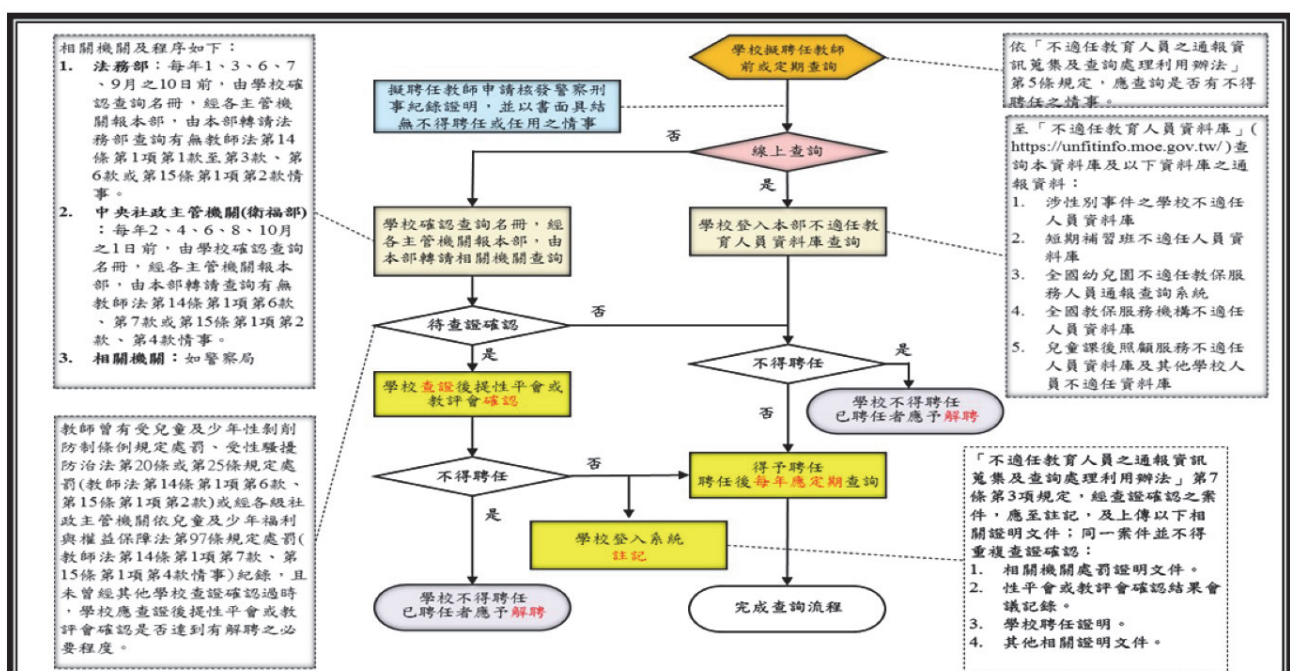 相關機關及程序如下：
1. 法務部：每年1、3、6、7
、9月之10日前，由學校確
認查詢名冊，經各主管機
關報本部，由本部轉請法
務部查詢有無教師法第14
條第1項第1款至第3款、第
6款或第15條第1項第2款情
事。
2. 中央社政主管機關(衛福部)
：每年2、4、6、8、10月
之1日前，由學校確認查詢
名冊，經各主管機關報本
部，由本部轉請查詢有無
教師法第14條第1項第6款
、第7款或第15條第1項第2
款、第4款情事。
3. 相關機關：如警察局
教師曾有受兒童及少年性剝削
防制條例規定處罰、受性騷擾
防治法第20條或第25條規定處
罰(教師法第14條第1項第6款、
第15條第1項第2款)或經各級社
政主管機關依兒童及少年福利
與權益保障法第97條規定處罰(
教師法第14條第1項第7款、第
15條第1項第4款情事)紀錄，且
未曾經其他學校查證確認過時
，學校應查證後提性平會或教
評會確認是否達到有解聘之必
要程度。
學校擬聘任教師
前或定期查詢
擬聘任教師申請核發警察刑
事紀錄證明，並以書面具結
無不得聘任或任用之情事
線上查詢
否
是
學校確認查詢名冊，經
各主管機關報本部，由
本部轉請相關機關查詢
學校登入本部不適任教
育人員資料庫查詢
待查證確認
否
是
不得聘任
是
否
學校查證後提性平會或
教評會確認
學校不得聘任
已聘任者應予解聘
不得聘任
否
是
得予聘任
聘任後每年應定期查詢
學校登入系統
註記
學校不得聘任
已聘任者應予解聘
完成查詢流程
依「不適任教育人員之通報資
訊蒐集及查詢處理利用辦法」
第5條規定，應查詢是否有不得
聘任之情事。
至「不適任教育人員資料庫」(
https://unfitinfo.moe.gov.tw/)查
詢本資料庫及以下資料庫之通
報資料：
1. 涉性別事件之學校不適任
人員資料庫
2. 短期補習班不適任人員資
料庫
3. 全國幼兒園不適任教保服
務人員通報查詢系統
4. 全國教保服務機構不適任
人員資料庫
5. 兒童課後照顧服務不適任
人員資料庫及其他學校人
員不適任資料庫
「不適任教育人員之通報資訊
蒐集及查詢處理利用辦法」第7
條第3項規定，經查證確認之案
件，應至註記，及上傳以下相
關證明文件；同一案件並不得
重複查證確認：
1. 相關機關處罰證明文件。
2. 性平會或教評會確認結果會
議記錄。
3. 學校聘任證明。
4. 其他相關證明文件。